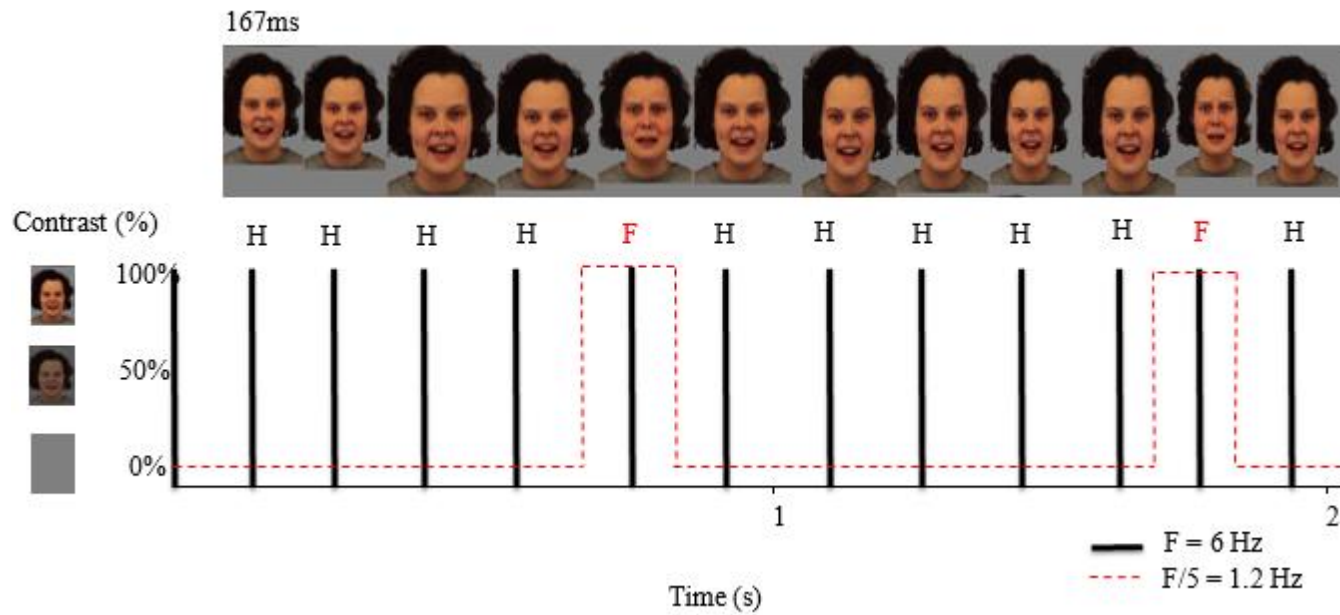 167ms
Contrast (%)
H H H H F H H H H H F H
100%
50%
0%
1 2
F = 6 Hz
F/5 = 1.2 Hz
Time (s)